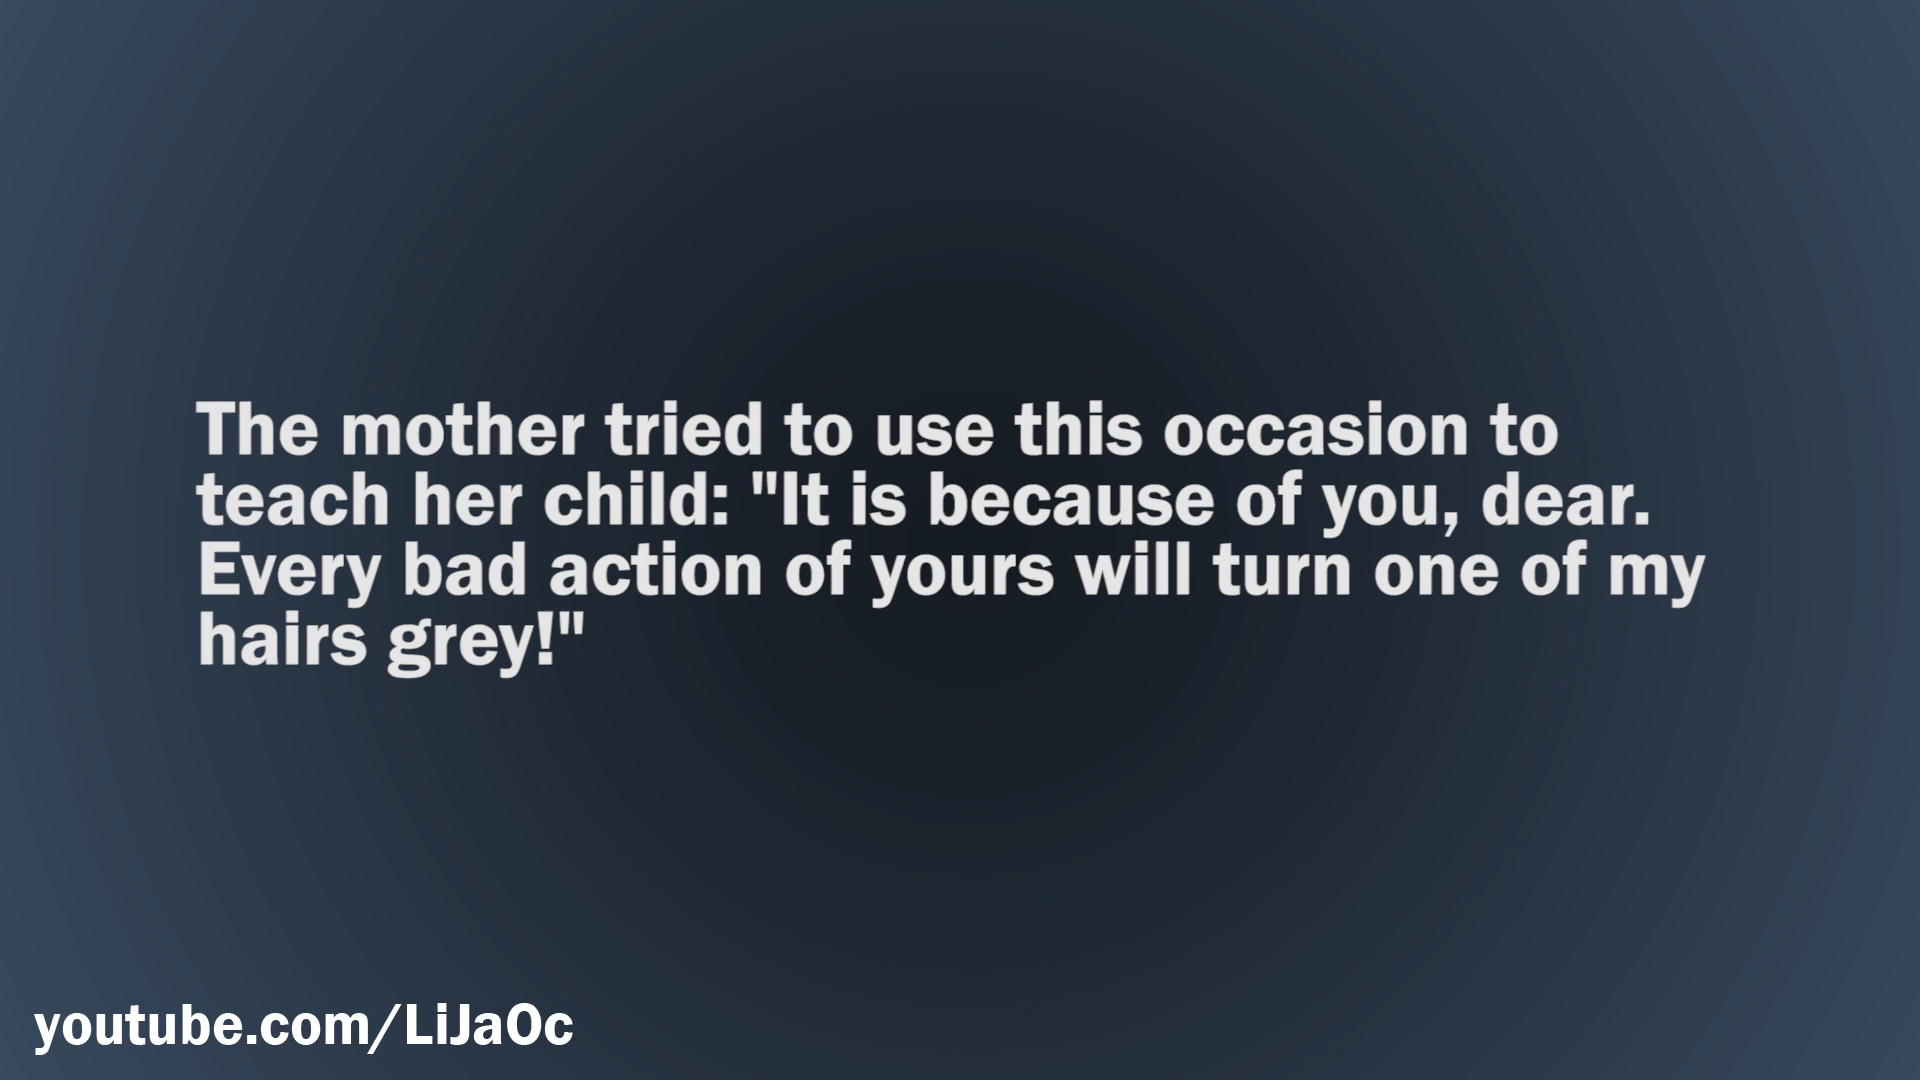 The mother tried to use this occasion to
teach her child: "It is because of you, dear.
Every bad action of yours will turn one of my
hairs grey!"
youtube.com/LiJaOc